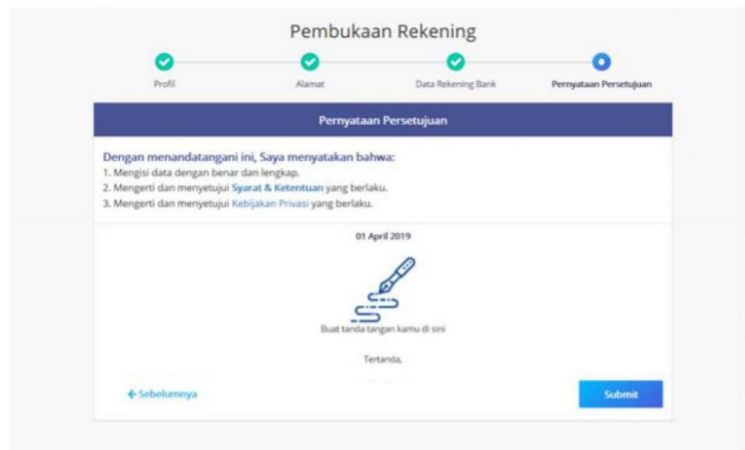 Pembukaan Rekening
Profil
Alamat
Data Rekening Bank
Pernyataan Persetujuan
Pernyataan Persetujuan
Dengan menandatangani ini, Saya menyatakan bahwa:
1. Mengisi data dengan benar dan lengkap.
2. Mengerti dan menyetujui Syarat & Ketentuan yang berlaku.
3. Mengerti dan menyetujui Kebijakan Privasi yang berlaku.
01 April 2019
Buat tanda tangan kamu di sini
Tertanda,
← Sebelumnya
Submit